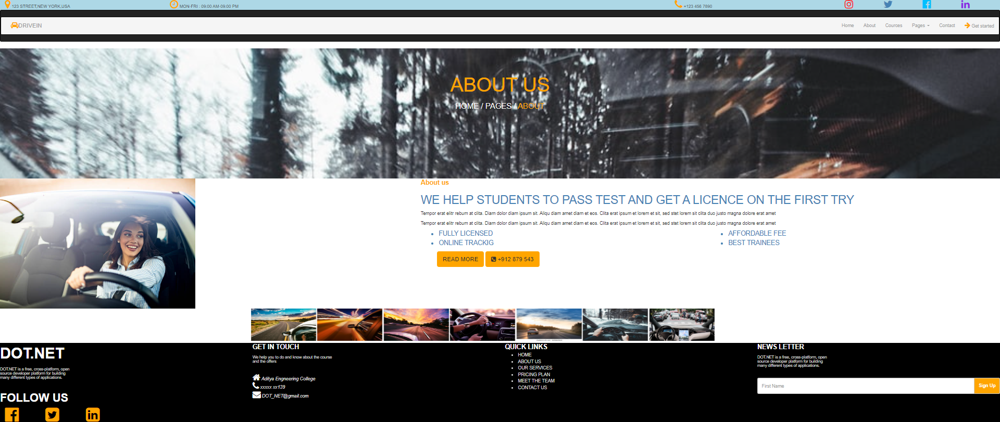 123 STREET,NEW YORK,USA
MON-FRI : 09:00 AM-09:00 PM
+123 456 7890
DRIVEIN
Home
About
Cources
Pages
Contact
Get started
ABOUT US
HOME / PAGES / ABOUT
About us
WE HELP STUDENTS TO PASS TEST AND GET A LICENCE ON THE FIRST TRY
Tempor erat elitr rebum at clita. Diam dolor diam ipsum sit. Aliqu diam amet diam et eos. Clita erat ipsum et lorem et sit, sed stet lorem sit clita duo justo magna dolore erat amet
Tempor erat elitr rebum at clita. Diam dolor diam ipsum sit. Aliqu diam amet diam et eos. Clita erat ipsum et lorem et sit, sed stet lorem sit clita duo justo magna dolore erat amet
FULLY LICENSED
ONLINE TRACKIG
AFFORDABLE FEE
BEST TRAINEES
READ MORE
+912 879 543
DOT.NET
DOT.NET is a free, cross-platform, open
source developer platform for building
many different types of applications.
FOLLOW US
GET IN TOUCH
We help you to do and know about the course
and the offers
Aditya Engneering College
xxxxx xx139
DOT_NET@gmail.com
QUICK LINKS
HOME
ABOUT US
OUR SERVICES
PRICING PLAN
MEET THE TEAM
CONTACT US
NEWS LETTER
DOT.NET is a free, cross-platform, open
source developer platform for building
many different types of applications.
First Name
Sign Up